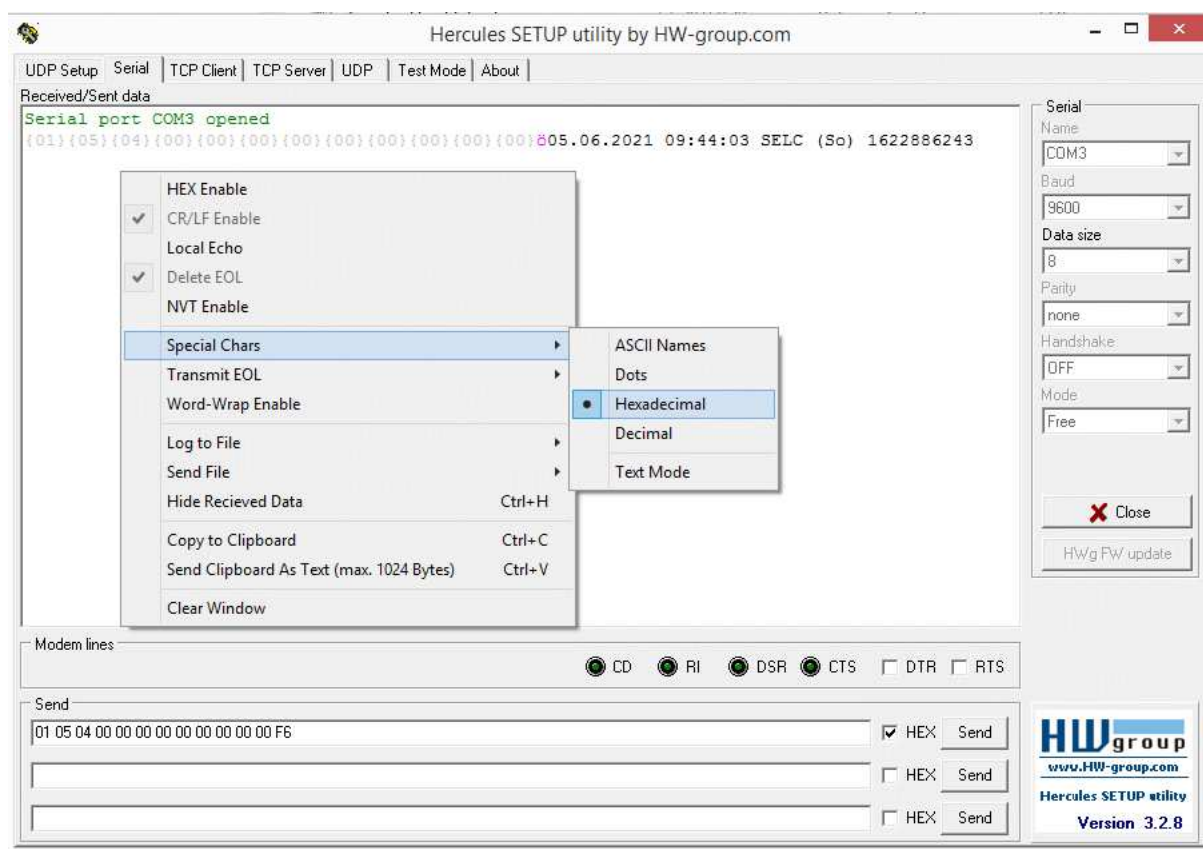 Hercules SETUP utility by HW-group.com
UDP Setup Serial TCP Client TCP Server UDP Test Mode About
Received/Sent data
Serial port COM3 opened
{01}{05}{04}{00}{00}{00}{00}{00}{00}{00}{00}{00}ö05.06.2021 09:44:03 SELC (So) 1622886243
HEX Enable
CR/LF Enable
Local Echo
Delete EOL
NVT Enable
Special Chars
Transmit EOL
Word-Wrap Enable
Log to File
Send File
Hide Recieved Data Ctrl+H
Copy to Clipboard Ctrl+C
Send Clipboard As Text (max. 1024 Bytes) Ctrl+V
Clear Window
ASCII Names
Dots
Hexadecimal
Decimal
Text Mode
Serial
Name
COM3
Baud
9600
Data size
8
Parity
none
Handshake
OFF
Mode
Free
Close
HWg FW update
Modem lines
CD RI DSR CTS DTR RTS
Send
01 05 04 00 00 00 00 00 00 00 00 00 F6 HEX Send
HEX Send
HEX Send
HWgroup
www.HW-group.com
Hercules SETUP utility
Version 3.2.8